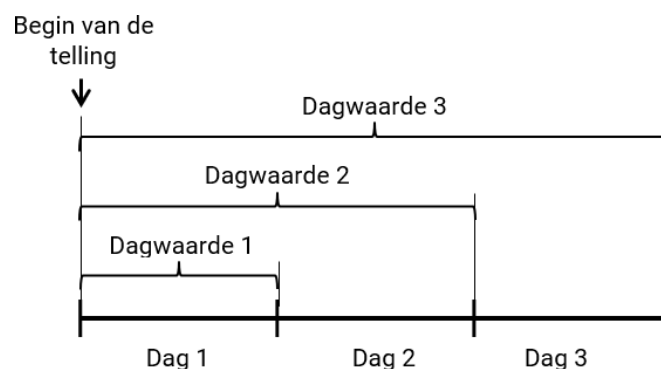 Begin van de
telling
Dagwaarde 3
Dagwaarde 2
Dagwaarde 1
Dag 1
Dag 2
Dag 3